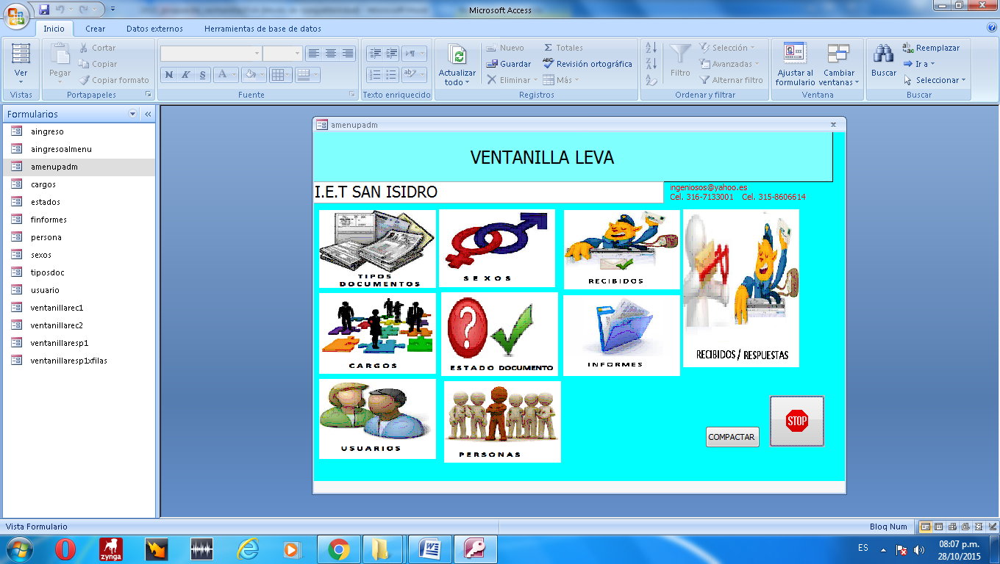 Microsoft Access
Inicio Crear Datos externos Herramientas de base de datos
Ver
Vistas
Pegar
Cortar
Copiar
Copiar formato
Portapapeles
N K S A
Fuente
Texto enriquecido
Actualizar todo
Nuevo
Guardar
Eliminar
Totales
Revisión ortográfica
Más
Registros
Filtro
Selección
Avanzadas
Alternar filtro
Ordenar y filtrar
Ajustar al formulario
Cambiar ventanas
Ventana
Buscar
Reemplazar
Ir a
Seleccionar
Buscar
Formularios
aingreso
aingresoalmenu
amenupadm
cargos
estados
finformes
persona
sexos
tiposdoc
usuario
ventanillarec1
ventanillarec2
ventanillaresp1
ventanillaresp1xfilas
amenupadm
VENTANILLA LEVA
I.E.T SAN ISIDRO
ingeniosos@yahoo.es
Cel. 316-7133001 Cel. 315-8606614
TIPOS
DOCUMENTOS
SEXOS
RECIBIDOS
RECIBIDOS / RESPUESTAS
CARGOS
ESTADO DOCUMENTO
INFORMES
USUARIOS
PERSONAS
COMPACTAR
STOP
Vista Formulario
Bloq Num
zynga
ES
08:07 p.m.
28/10/2015